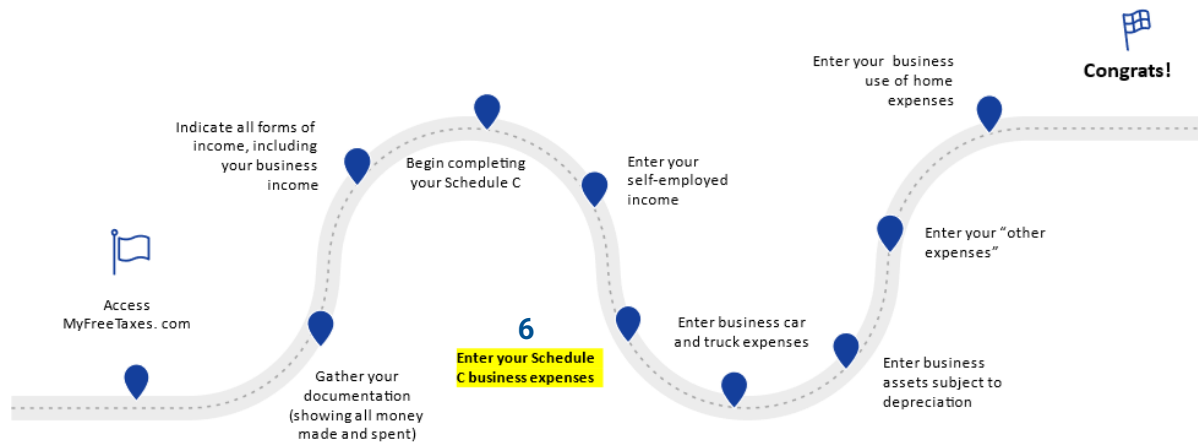 Access
MyFreeTaxes. com
Gather your
documentation
(showing all money
made and spent)
Indicate all forms of
income, including
your business
income
Begin completing
your Schedule C
Enter your
self-employed
income
6
Enter your Schedule
C business expenses
Enter business car
and truck expenses
Enter business
assets subject to
depreciation
Enter your “other
expenses”
Enter your business
use of home
expenses
Congrats!